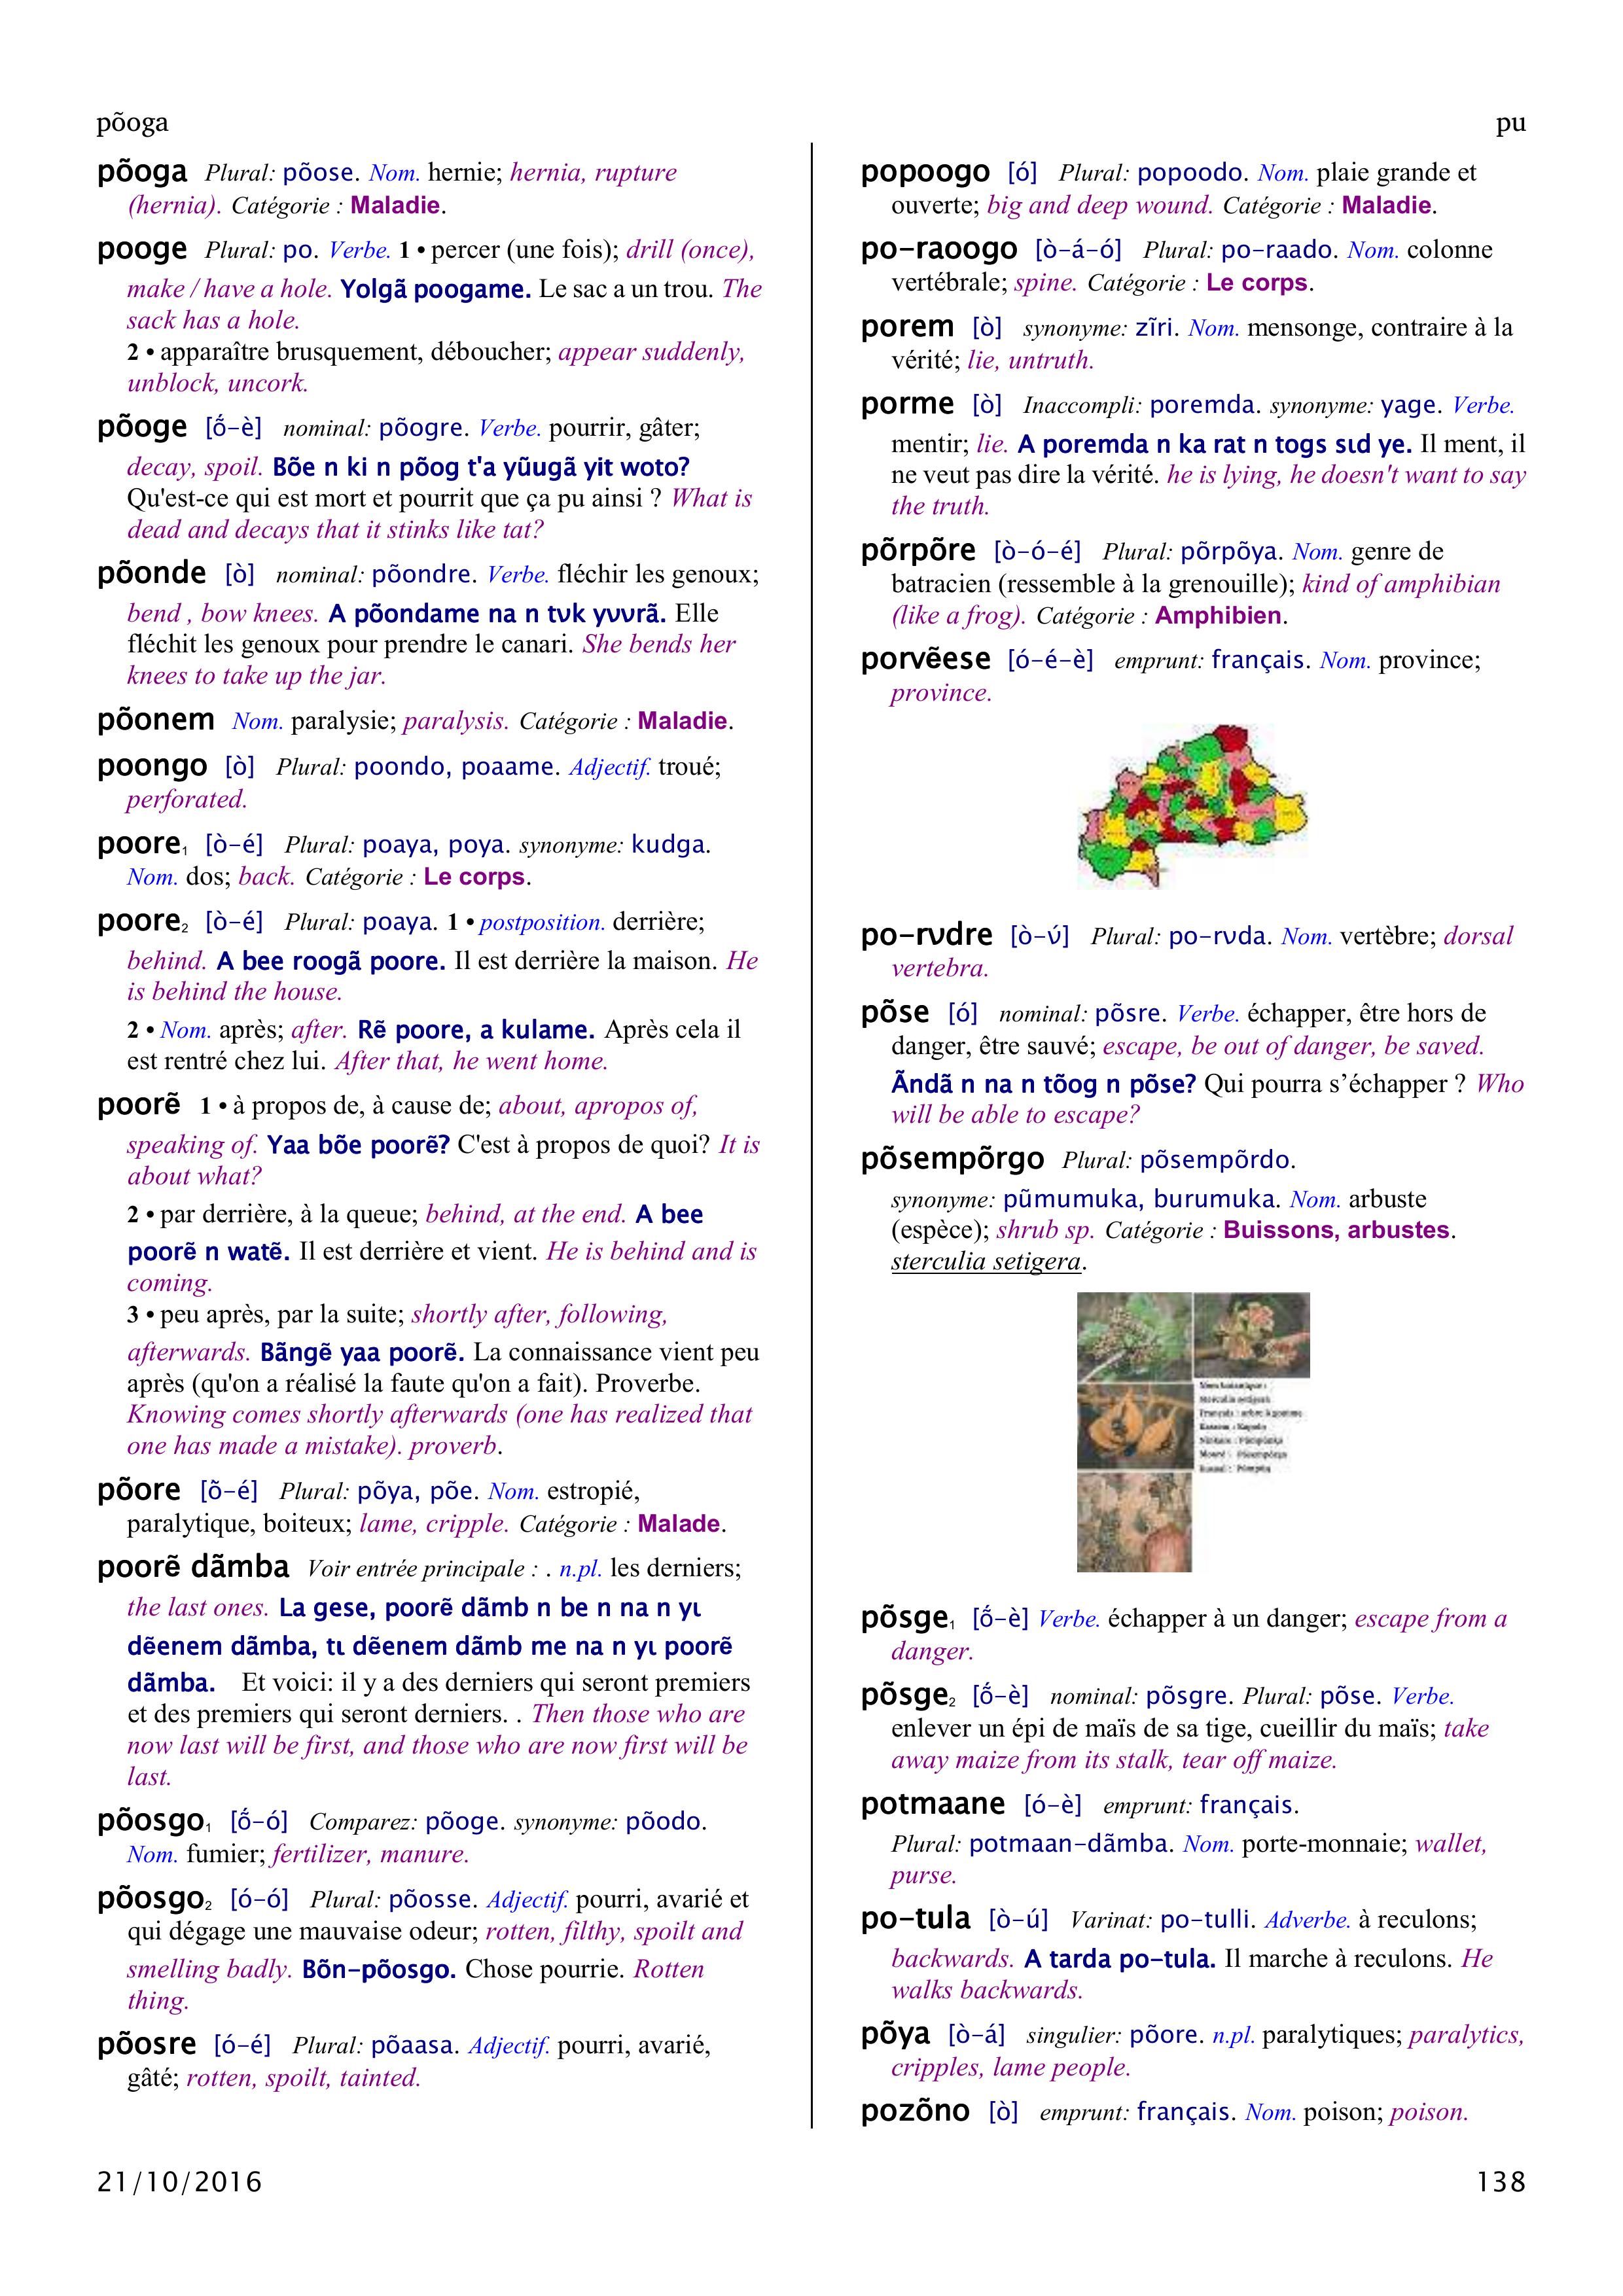 põoga
pu
põoga Plural: põose. Nom. hernie; hernia, rupture
(hernia). Catégorie : Maladie.
pooge Plural: po. Verbe. 1 • percer (une fois); drill (once),
make / have a hole. Yolgã poogame. Le sac a un trou. The
sack has a hole.
2 • apparaître brusquement, déboucher; appear suddenly,
unblock, uncork.
põoge [ṍ-è] nominal: põogre. Verbe. pourrir, gâter;
decay, spoil. Bõe n ki n põog t'a yũugã yit woto?
Qu'est-ce qui est mort et pourrit que ça pu ainsi ? What is
dead and decays that it stinks like tat?
põonde [ò] nominal: põondre. Verbe. fléchir les genoux;
bend , bow knees. A põondame na n tʋk yʋʋrã. Elle
fléchit les genoux pour prendre le canari. She bends her
knees to take up the jar.
põonem Nom. paralysie; paralysis. Catégorie : Maladie.
poongo [ò] Plural: poondo, poaame. Adjectif. troué;
perforated.
poore₁ [ò-é] Plural: poaya, poya. synonyme: kudga.
Nom. dos; back. Catégorie : Le corps.
poore₂ [ò-é] Plural: poaya. 1 • postposition. derrière;
behind. A bee roogã poore. Il est derrière la maison. He
is behind the house.
2 • Nom. après; after. Rẽ poore, a kulame. Après cela il
est rentré chez lui. After that, he went home.
poorẽ 1 • à propos de, à cause de; about, apropos of,
speaking of. Yaa bõe poorẽ? C'est à propos de quoi? It is
about what?
2 • par derrière, à la queue; behind, at the end. A bee
poorẽ n watẽ. Il est derrière et vient. He is behind and is
coming.
3 • peu après, par la suite; shortly after, following,
afterwards. Bãngẽ yaa poorẽ. La connaissance vient peu
après (qu'on a réalisé la faute qu'on a fait). Proverbe.
Knowing comes shortly afterwards (one has realized that
one has made a mistake). proverb.
põore [õ̀-é] Plural: põya, põe. Nom. estropié,
paralytique, boiteux; lame, cripple. Catégorie : Malade.
poorẽ dãmba Voir entrée principale : . n.pl. les derniers;
the last ones. La gese, poorẽ dãmb n be n na n yɩ
dẽenem dãmba, tɩ dẽenem dãmb me na n yɩ poorẽ
dãmba. Et voici: il y a des derniers qui seront premiers
et des premiers qui seront derniers. . Then those who are
now last will be first, and those who are now first will be
last.
põosgo₁ [ṍ-ó] Comparez: põoge. synonyme: põodo.
Nom. fumier; fertilizer, manure.
põosgo₂ [ó-ó] Plural: põosse. Adjectif. pourri, avarié et
qui dégage une mauvaise odeur; rotten, filthy, spoilt and
smelling badly. Bõn-põosgo. Chose pourrie. Rotten
thing.
põosre [ó-é] Plural: põaasa. Adjectif. pourri, avarié,
gâté; rotten, spoilt, tainted.
popoogo [ó] Plural: popoodo. Nom. plaie grande et
ouverte; big and deep wound. Catégorie : Maladie.
po-raoogo [ò-á-ó] Plural: po-raado. Nom. colonne
vertébrale; spine. Catégorie : Le corps.
porem [ò] synonyme: zĩri. Nom. mensonge, contraire à la
vérité; lie, untruth.
porme [ò] Inaccompli: poremda. synonyme: yage. Verbe.
mentir; lie. A poremda n ka rat n togs sɩd ye. Il ment, il
ne veut pas dire la vérité. he is lying, he doesn't want to say
the truth.
põrpõre [ò-ó-é] Plural: põrpõya. Nom. genre de
batracien (ressemble à la grenouille); kind of amphibian
(like a frog). Catégorie : Amphibien.
porvẽese [ó-é-è] emprunt: français. Nom. province;
province.
po-rʋdre [ò-ʋ́] Plural: po-rʋda. Nom. vertèbre; dorsal
vertebra.
põse [ó] nominal: põsre. Verbe. échapper, être hors de
danger, être sauvé; escape, be out of danger, be saved.
Ãndã n na n tõog n põse? Qui pourra s’échapper ? Who
will be able to escape?
põsempõrgo Plural: põsempõrdo.
synonyme: pũmumuka, burumuka. Nom. arbuste
(espèce); shrub sp. Catégorie : Buissons, arbustes.
sterculia setigera.
põsge₁ [ṍ-è] Verbe. échapper à un danger; escape from a
danger.
põsge₂ [ṍ-è] nominal: põsgre. Plural: põse. Verbe.
enlever un épi de maïs de sa tige, cueillir du maïs; take
away maize from its stalk, tear off maize.
potmaane [ó-è] emprunt: français.
Plural: potmaan-dãmba. Nom. porte-monnaie; wallet,
purse.
po-tula [ò-ú] Varinat: po-tulli. Adverbe. à reculons;
backwards. A tarda po-tula. Il marche à reculons. He
walks backwards.
põya [ò-á] singulier: põore. n.pl. paralytiques; paralytics,
cripples, lame people.
pozõno [ò] emprunt: français. Nom. poison; poison.
21/10/2016
138